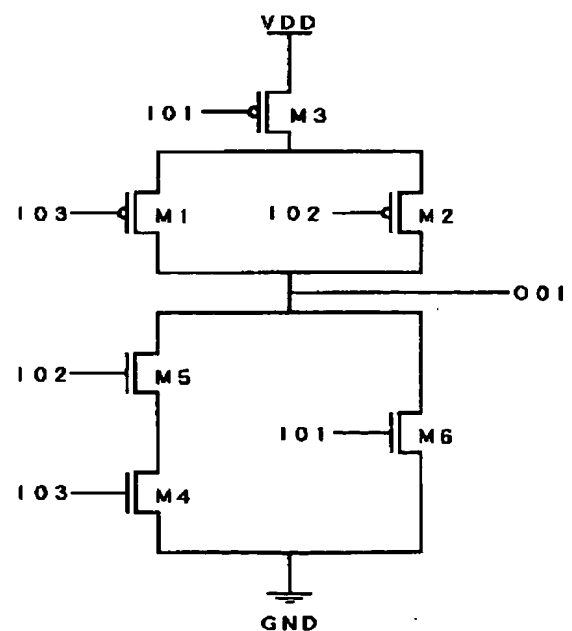 VDD
I01 M3
I03 M1 I02 M2
O01
I02 M5
I01 M6
I03 M4
GND